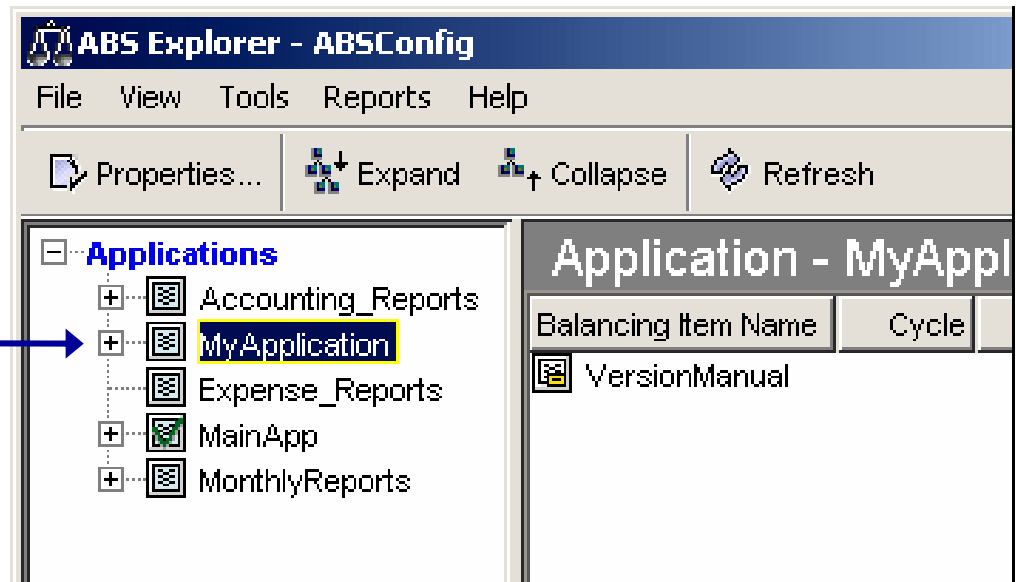 ABS Explorer - ABSConfig
File View Tools Reports Help
Properties... Expand Collapse Refresh
Applications
Accounting_Reports
MyApplication
Expense_Reports
MainApp
MonthlyReports
Application - MyAppl
Balancing Item Name Cycle
VersionManual